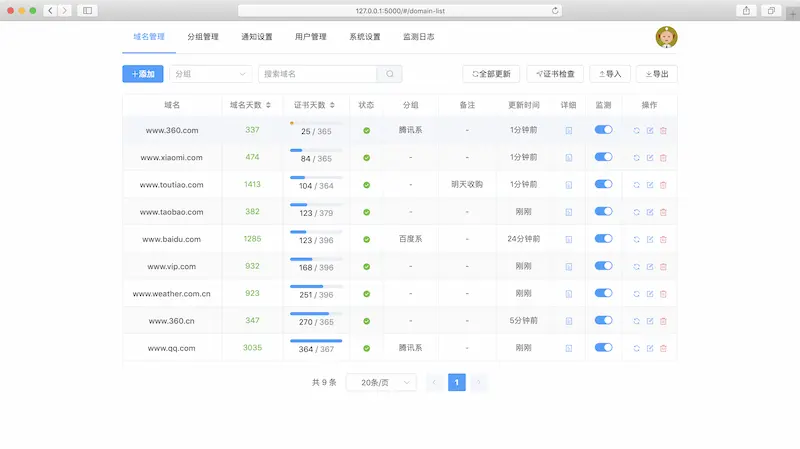 127.0.0.1:5000/#/domain-list
域名管理 分组管理 通知设置 用户管理 系统设置 监测日志
+添加 分组 搜索域名 全部更新 证书检查 导入 导出
域名 域名天数 证书天数 状态 分组 备注 更新时间 详细 监测 操作
www.360.com 337 25 / 365 腾讯系 - 1分钟前
www.xiaomi.com 474 84 / 365 - - 1分钟前
www.toutiao.com 1413 104 / 364 - 明天收购 1分钟前
www.taobao.com 382 123 / 379 - - 刚刚
www.baidu.com 1285 123 / 396 百度系 - 24分钟前
www.vip.com 932 168 / 396 - - 刚刚
www.weather.com.cn 923 251 / 396 - - 刚刚
www.360.cn 347 270 / 365 - - 5分钟前
www.qq.com 3035 364 / 367 腾讯系 - 刚刚
共 9 条 20条/页 1